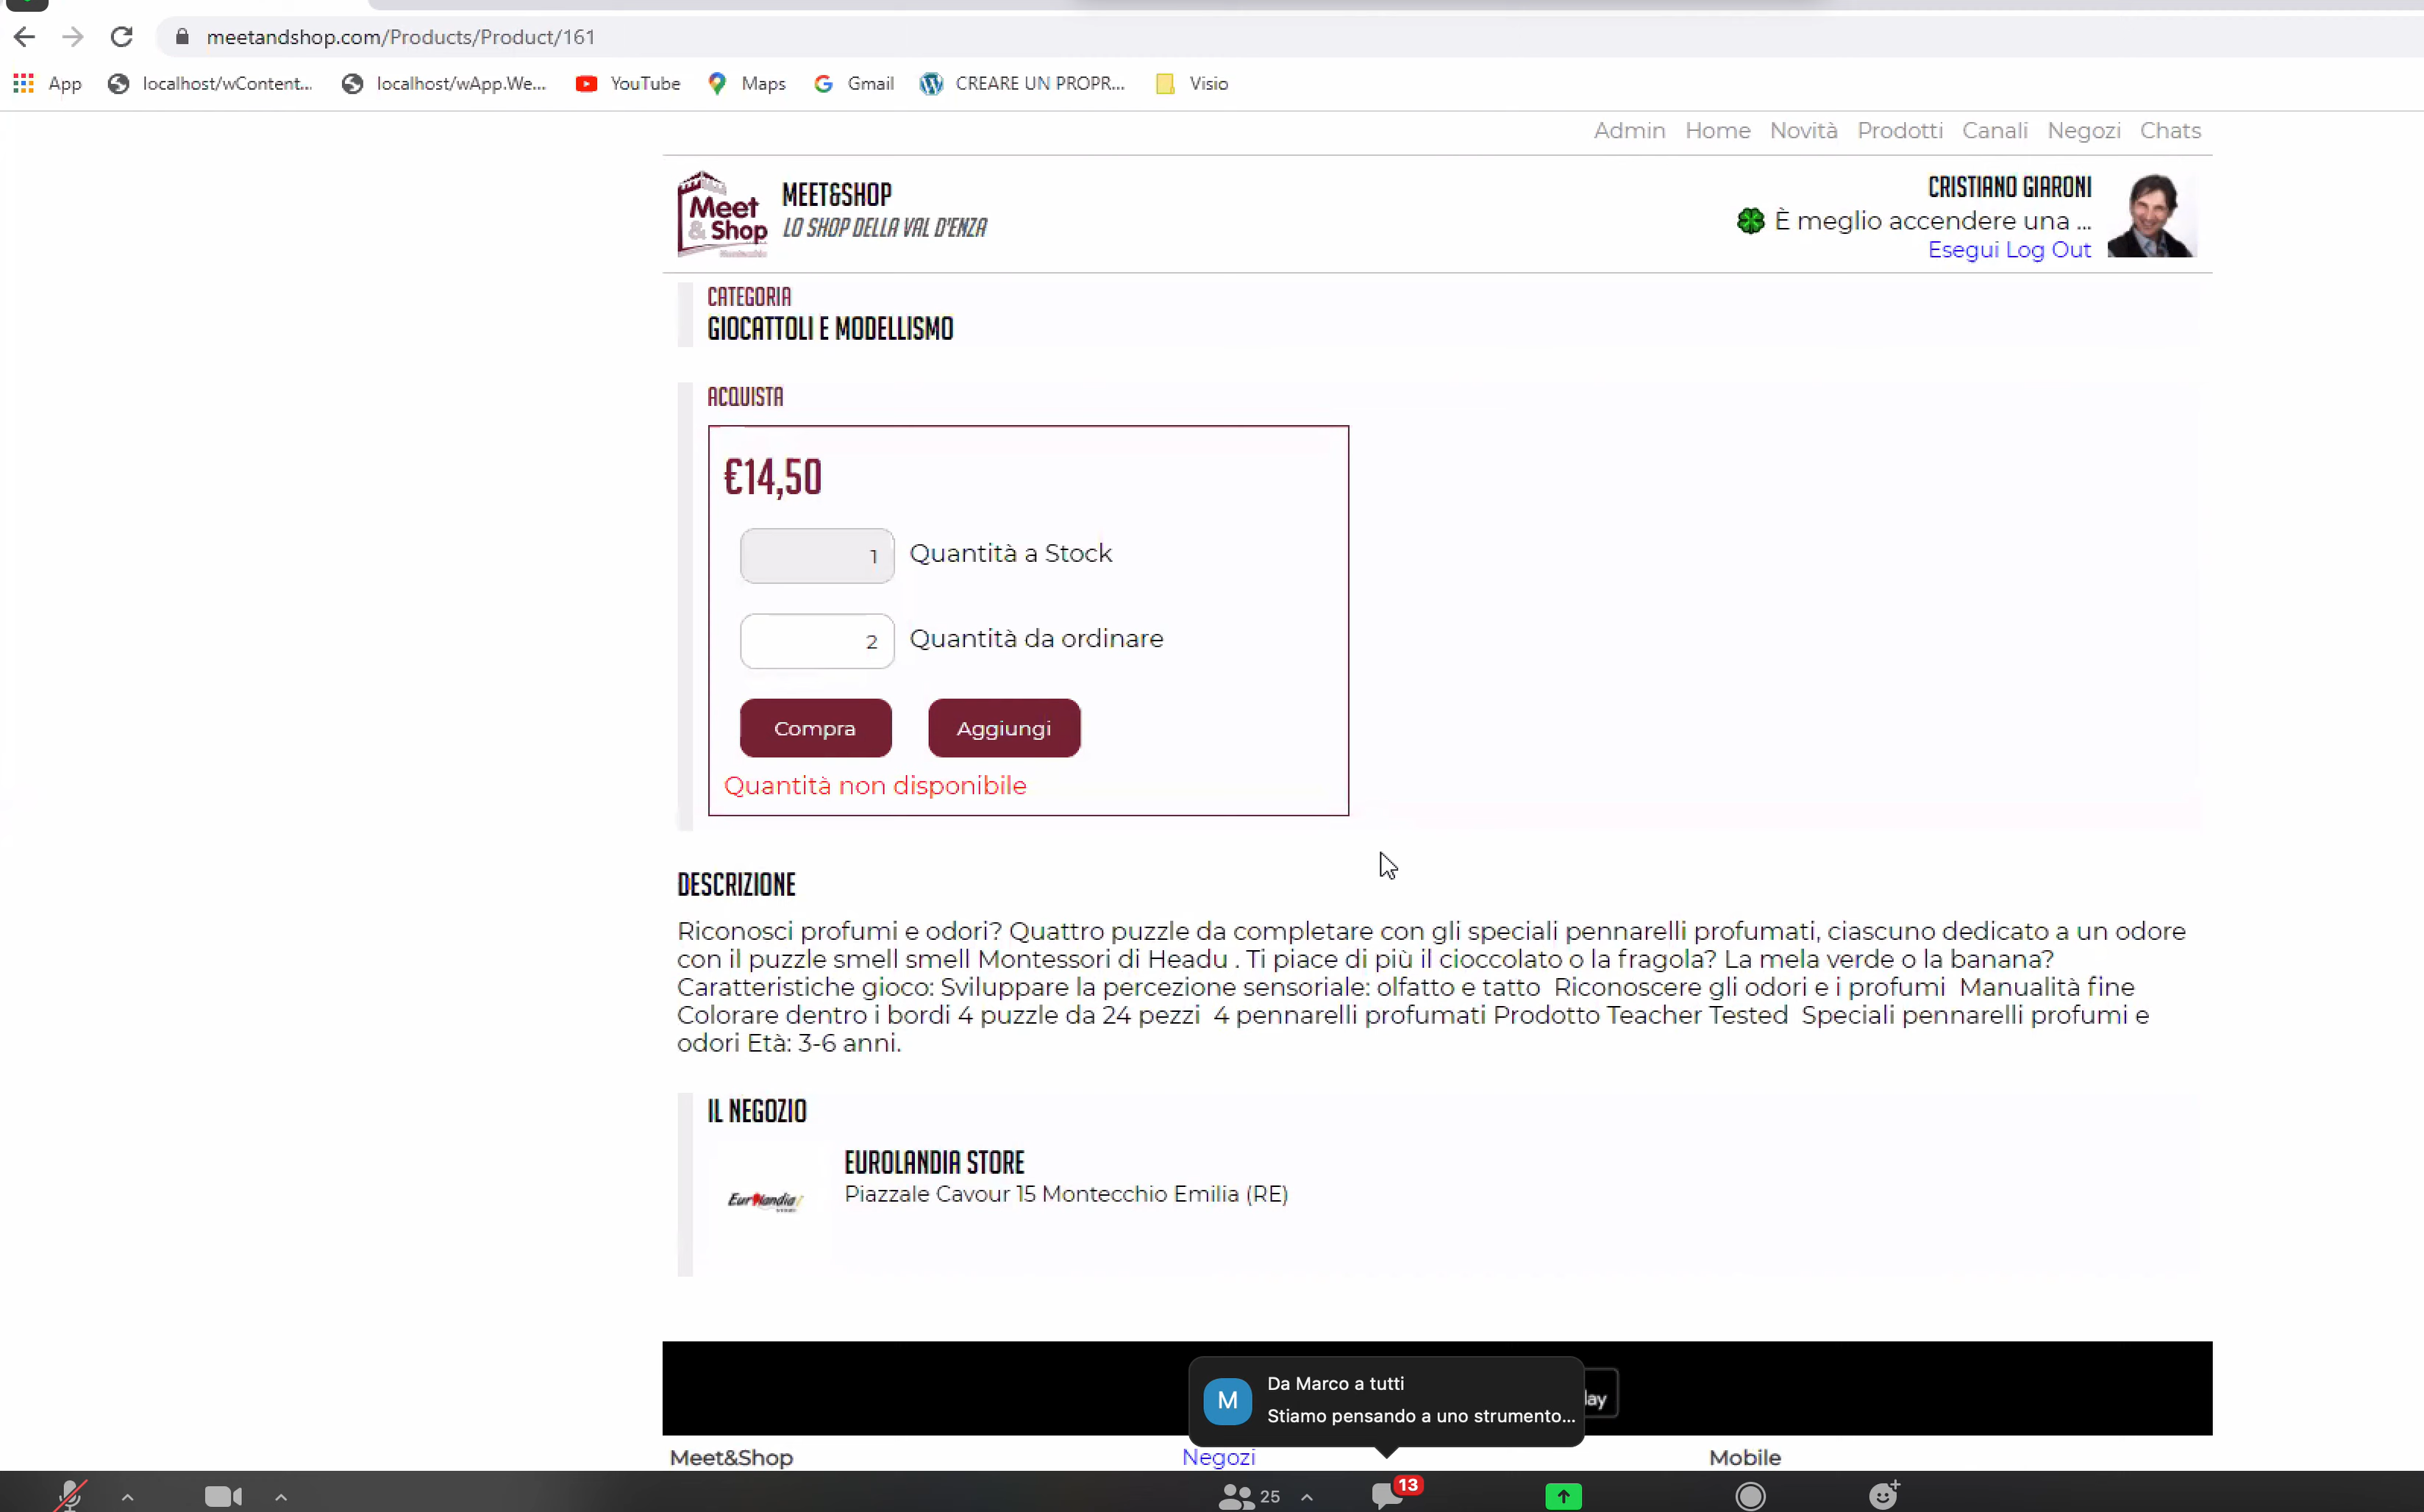 meetandshop.com/Products/Product/161
App localhost/wContent... localhost/wApp.We... YouTube Maps Gmail CREARE UN PROPR... Visio
Admin Home Novità Prodotti Canali Negozi Chats
Meet & Shop
MEET&SHOP
LO SHOP DELLA VAL D'ENZA
CRISTIANO GIARONI
È meglio accendere una ...
Esegui Log Out
CATEGORIA
GIOCATTOLI E MODELLISMO
ACQUISTA
€14,50
1 Quantità a Stock
2 Quantità da ordinare
Compra Aggiungi
Quantità non disponibile
DESCRIZIONE
Riconosci profumi e odori? Quattro puzzle da completare con gli speciali pennarelli profumati, ciascuno dedicato a un odore
con il puzzle smell smell Montessori di Headu . Ti piace di più il cioccolato o la fragola? La mela verde o la banana?
Caratteristiche gioco: Sviluppare la percezione sensoriale: olfatto e tatto Riconoscere gli odori e i profumi Manualità fine
Colorare dentro i bordi 4 puzzle da 24 pezzi 4 pennarelli profumati Prodotto Teacher Tested Speciali pennarelli profumi e
odori Età: 3-6 anni.
IL NEGOZIO
Eurolandia
EUROLANDIA STORE
Piazzale Cavour 15 Montecchio Emilia (RE)
M
Da Marco a tutti
Stiamo pensando a uno strumento...
lay
Meet&Shop Negozi Mobile
25 13